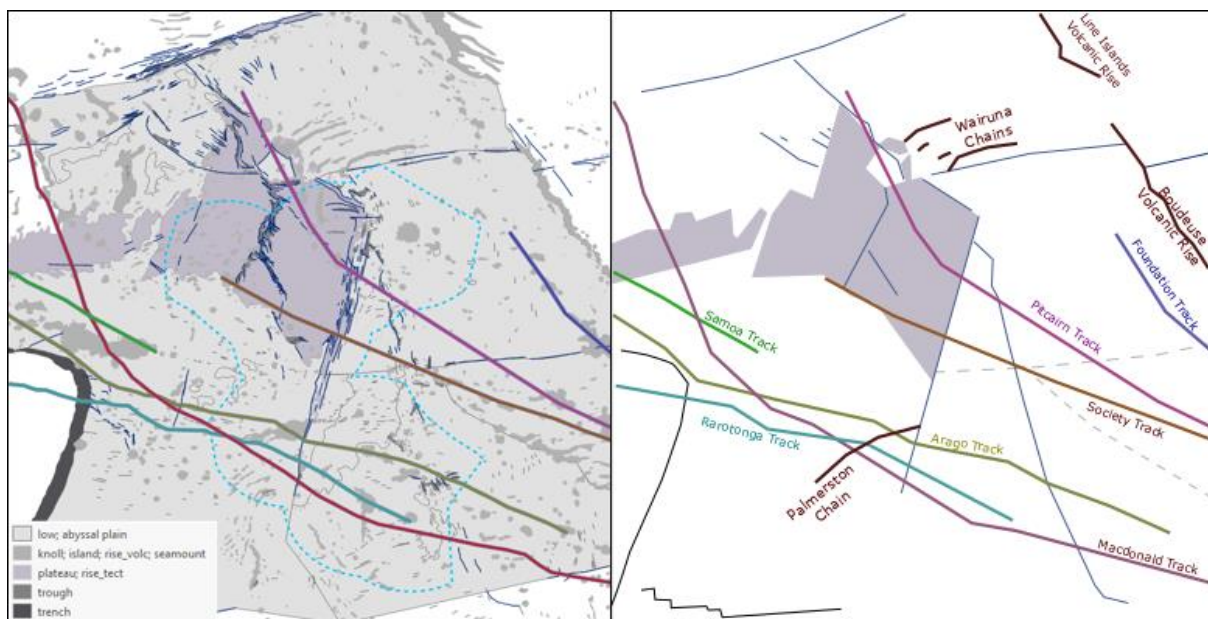 low; abyssal plain
knoll; island; rise_volc; seamount
plateau; rise_tect
trough
trench
Line Islands
Volcanic Rise
Wairuna
Chains
Boudeuse
Volcanic Rise
Foundation Track
Pitcairn Track
Samoa Track
Society Track
Rarotonga Track
Arago Track
Palmerston
Chain
Macdonald Track